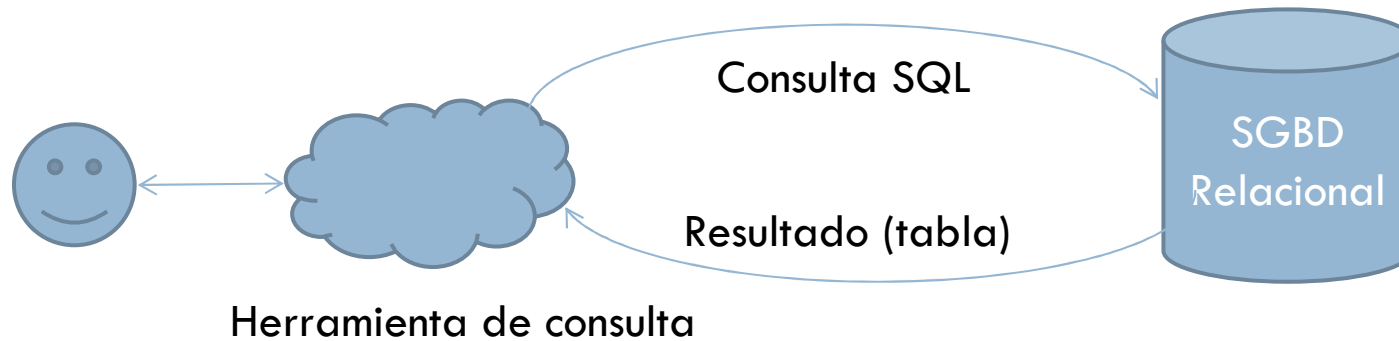 Consulta SQL
SGBD
Relacional
Resultado (tabla)
Herramienta de consulta